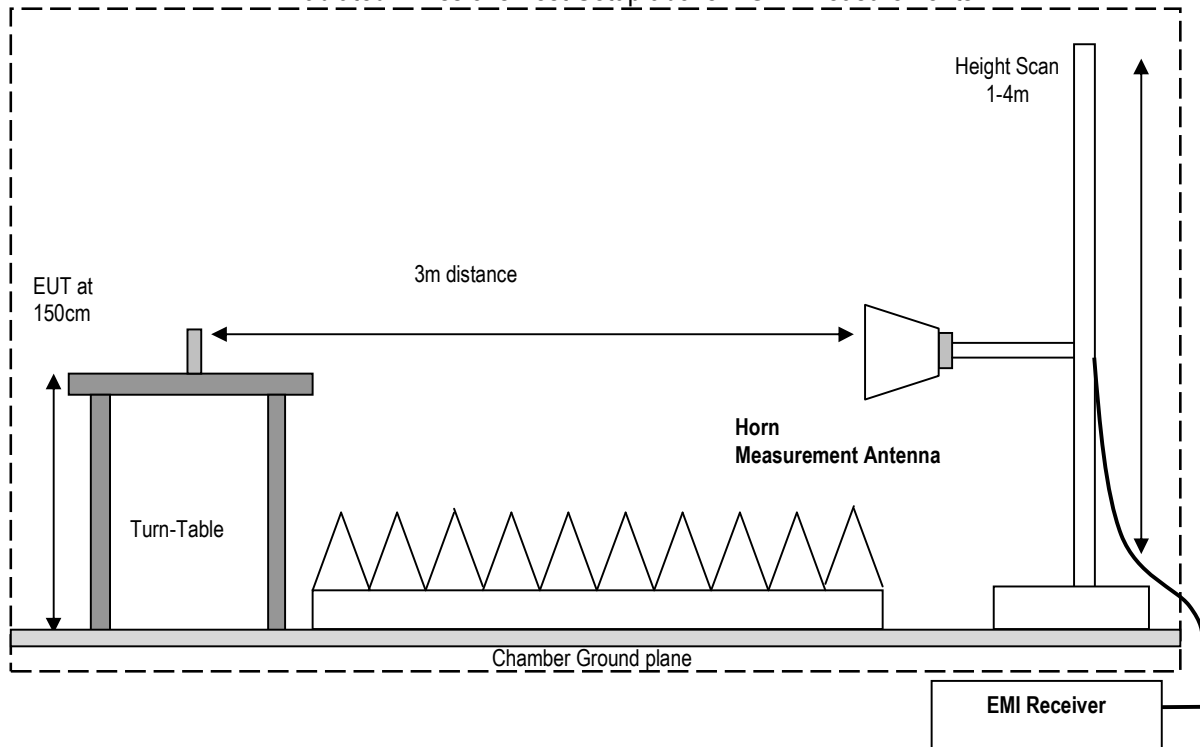 Height Scan
1-4m
3m distance
EUT at
150cm
Horn
Measurement Antenna
Turn-Table
Chamber Ground plane
EMI Receiver